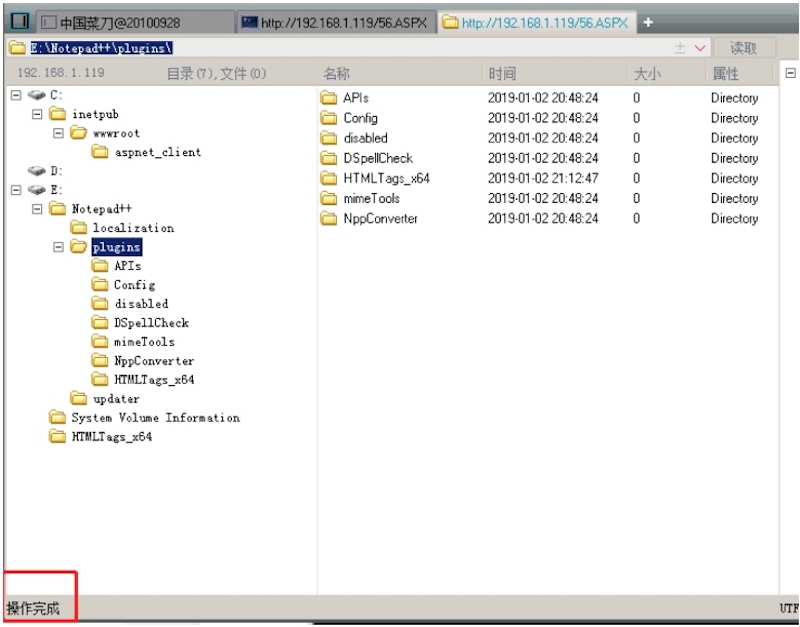 中国菜刀@20100928 http://192.168.1.119/56.ASPX http://192.168.1.119/56.ASPX +
E:\Notepad++\plugins\ 读取
192.168.1.119 目录(7),文件(0) 名称 时间 大小 属性
C:
inetpub
wwwroot
aspnet_client
D:
E:
Notepad++
localization
plugins
APIs
Config
disabled
DSpellCheck
mimeTools
NppConverter
HTMLTags_x64
updater
System Volume Information
HTMLTags_x64
APIs 2019-01-02 20:48:24 0 Directory
Config 2019-01-02 20:48:24 0 Directory
disabled 2019-01-02 20:48:24 0 Directory
DSpellCheck 2019-01-02 20:48:24 0 Directory
HTMLTags_x64 2019-01-02 21:12:47 0 Directory
mimeTools 2019-01-02 20:48:24 0 Directory
NppConverter 2019-01-02 20:48:24 0 Directory
操作完成 UTF